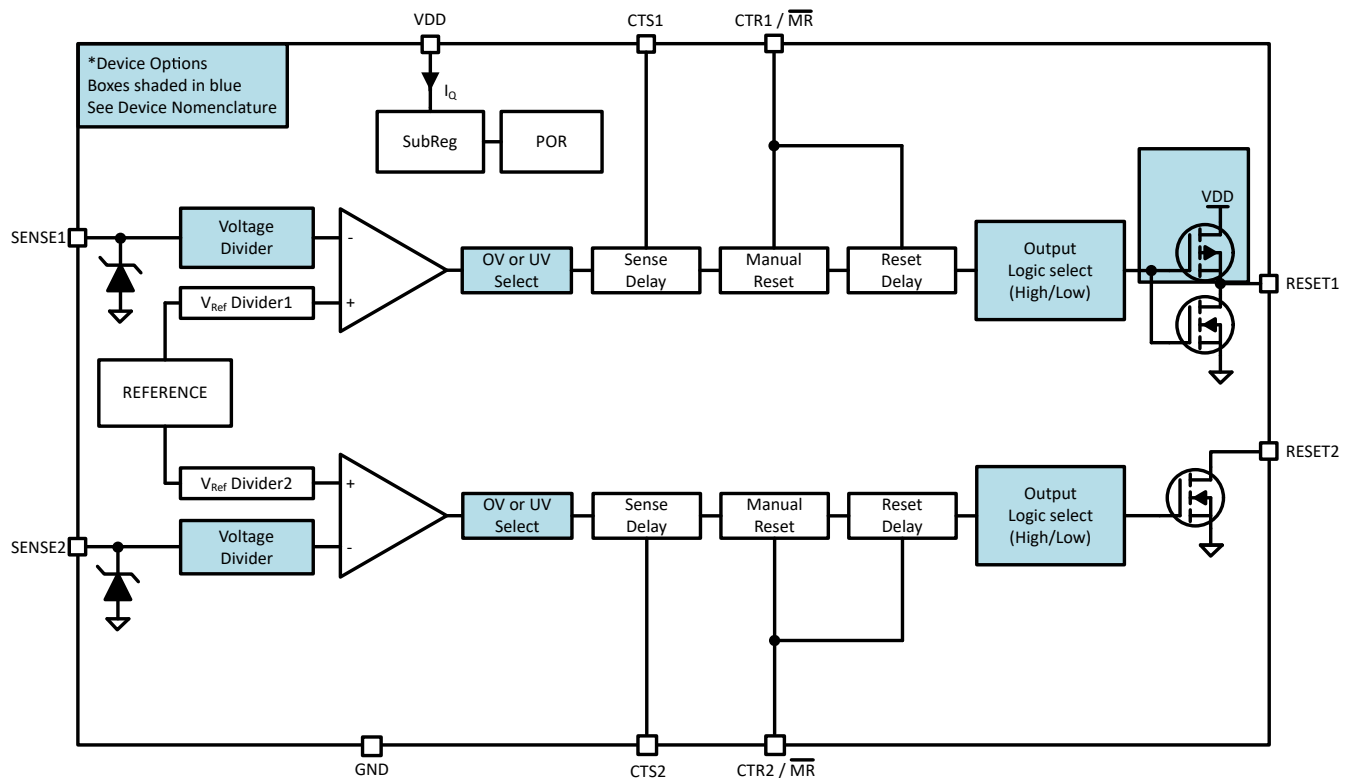 VDD
CTS1
CTR1 / MR
*Device Options
Boxes shaded in blue
See Device Nomenclature
IQ
SubReg
POR
VDD
SENSE1
Voltage
Divider
-
OV or UV
Select
Sense
Delay
Manual
Reset
Reset
Delay
Output
Logic select
(High/Low)
RESET1
VRef Divider1
+
REFERENCE
RESET2
VRef Divider2
+
OV or UV
Select
Sense
Delay
Manual
Reset
Reset
Delay
Output
Logic select
(High/Low)
SENSE2
Voltage
Divider
-
GND
CTS2
CTR2 / MR